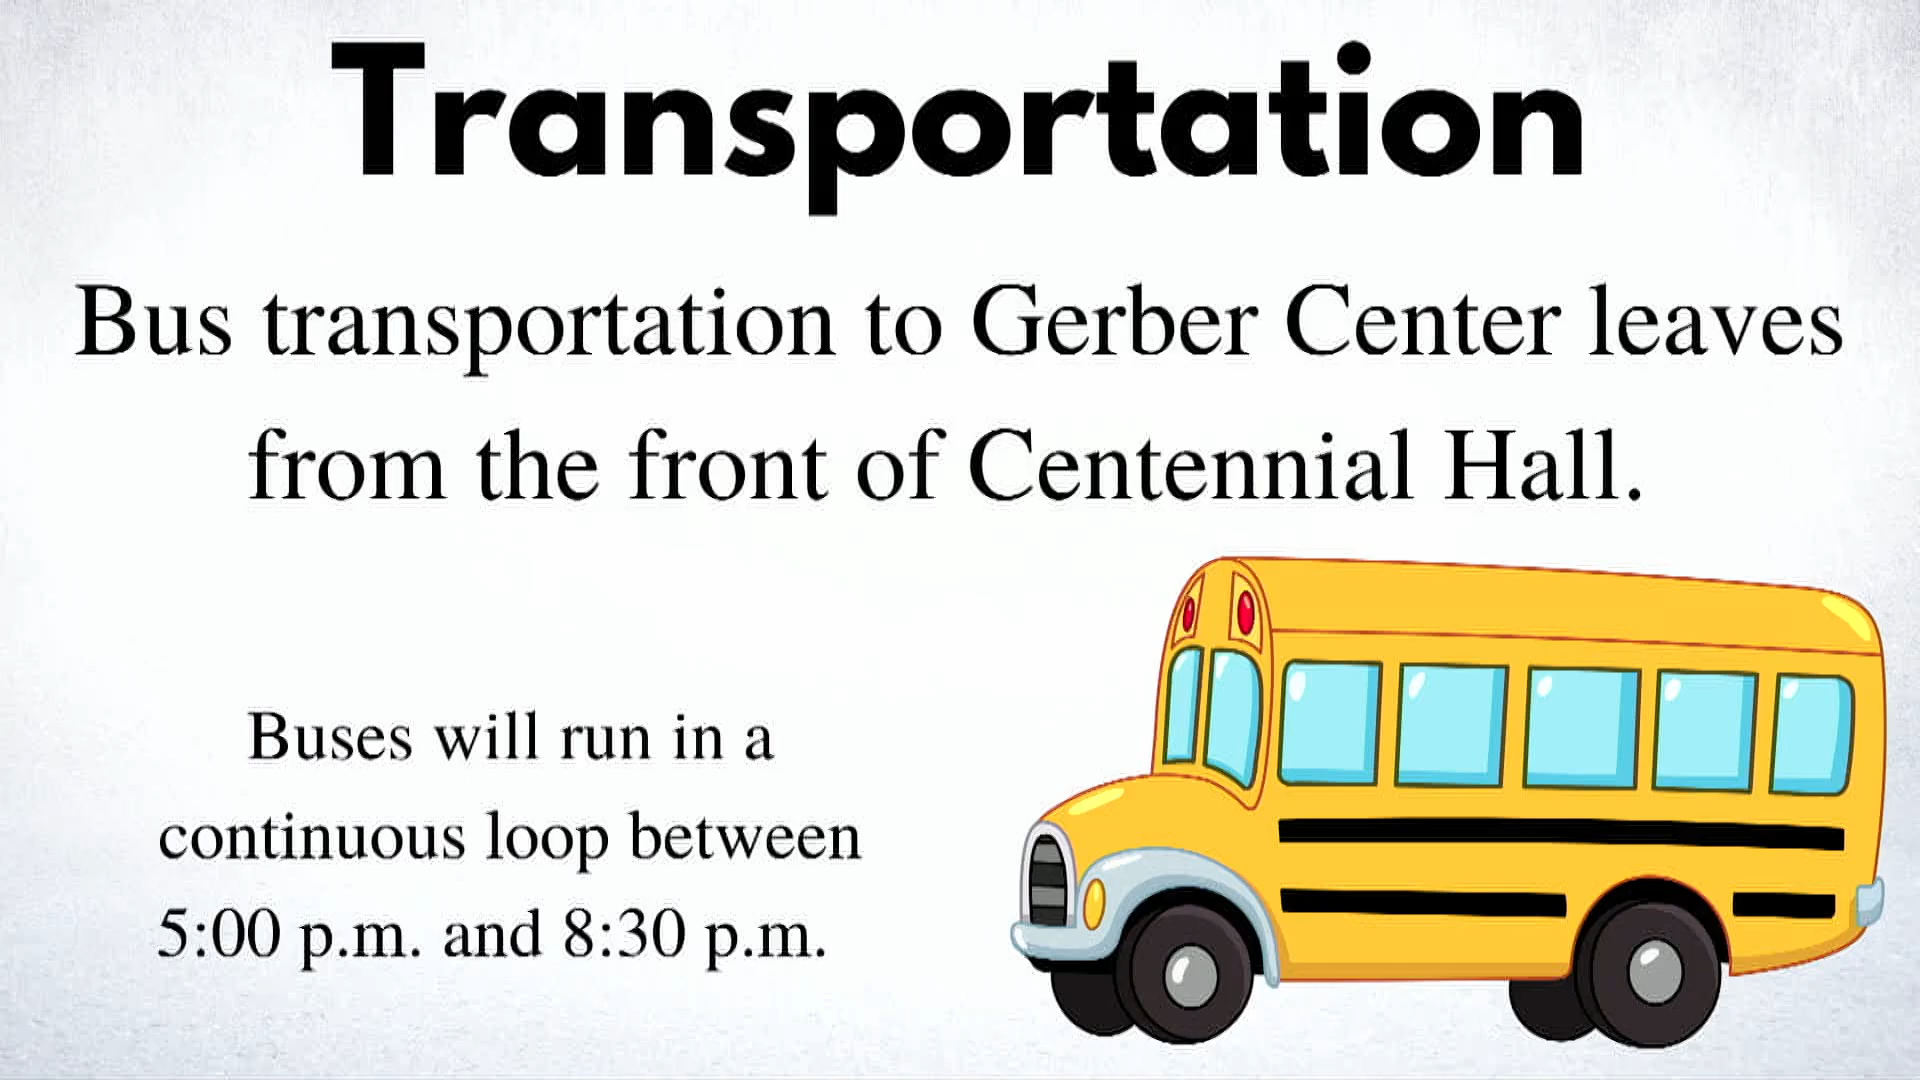 Transportation
Bus transportation to Gerber Center leaves
from the front of Centennial Hall.
Buses will run in a
continuous loop between
5:00 p.m. and 8:30 p.m.